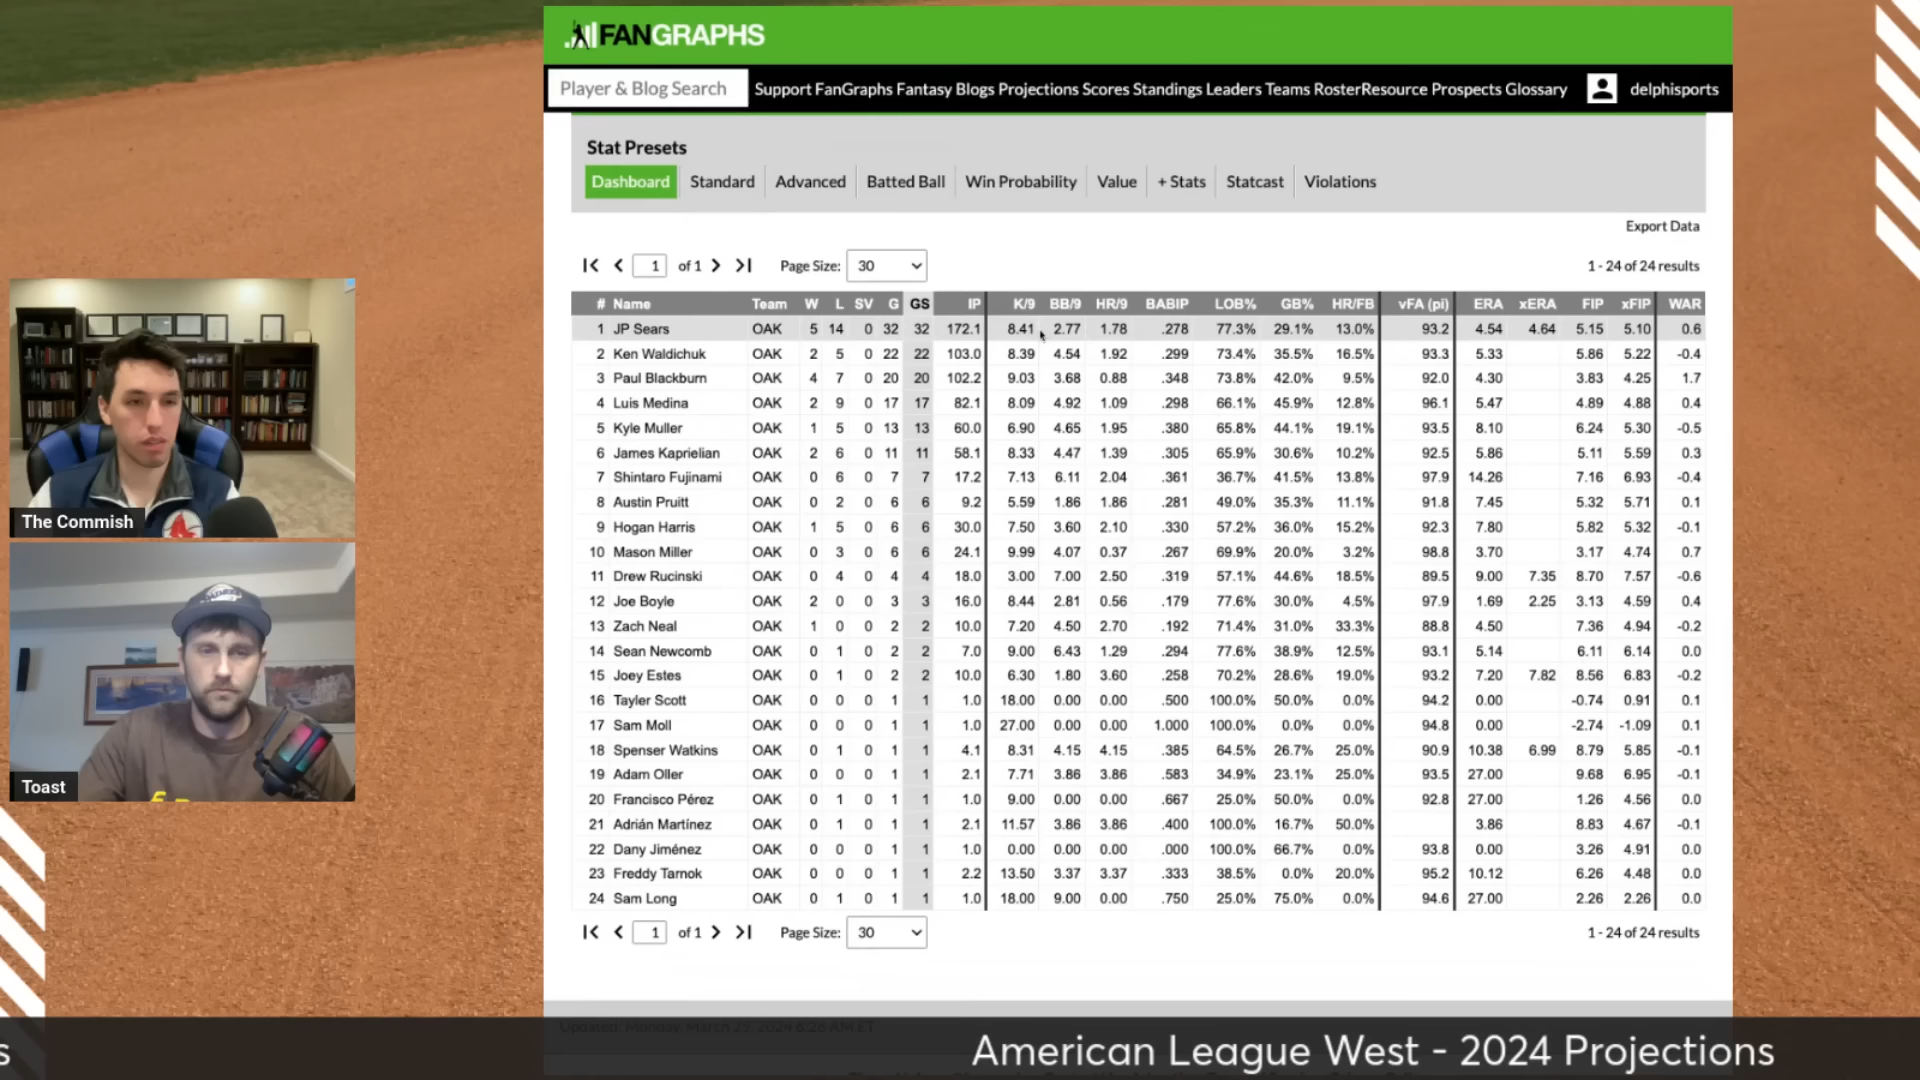 FANGRAPHS
Player & Blog Search Support FanGraphs Fantasy Blogs Projections Scores Standings Leaders Teams RosterResource Prospects Glossary delphisports
Stat Presets
Dashboard Standard Advanced Batted Ball Win Probability Value + Stats Statcast Violations
Export Data
1 of 1 Page Size: 30 1 - 24 of 24 results
# Name Team W L SV G GS IP K/9 BB/9 HR/9 BABIP LOB% GB% HR/FB vFA (pi) ERA xERA FIP xFIP WAR
1 JP Sears OAK 5 14 0 32 32 172.1 8.41 2.77 1.78 .278 77.3% 29.1% 13.0% 93.2 4.54 4.64 5.15 5.10 0.6
2 Ken Waldichuk OAK 2 5 0 22 22 103.0 8.39 4.54 1.92 .299 73.4% 35.5% 16.5% 93.3 5.33 5.86 5.22 -0.4
3 Paul Blackburn OAK 4 7 0 20 20 102.2 9.03 3.68 0.88 .348 73.8% 42.0% 9.5% 92.0 4.30 3.83 4.25 1.7
4 Luis Medina OAK 2 9 0 17 17 82.1 8.09 4.92 1.09 .298 66.1% 45.9% 12.8% 96.1 5.47 4.89 4.88 0.4
5 Kyle Muller OAK 1 5 0 13 13 60.0 6.90 4.65 1.95 .380 65.8% 44.1% 19.1% 93.5 8.10 6.24 5.30 -0.5
6 James Kaprielian OAK 2 6 0 11 11 58.1 8.33 4.47 1.39 .305 65.9% 30.6% 10.2% 92.5 5.86 5.11 5.59 0.3
7 Shintaro Fujinami OAK 0 6 0 7 7 17.2 7.13 6.11 2.04 .361 36.7% 41.5% 13.8% 97.9 14.26 7.16 6.93 -0.4
8 Austin Pruitt OAK 0 2 0 6 6 9.2 5.59 1.86 1.86 .281 49.0% 35.3% 11.1% 91.8 7.45 5.32 5.71 0.1
9 Hogan Harris OAK 1 5 0 6 6 30.0 7.50 3.60 2.10 .330 57.2% 36.0% 15.2% 92.3 7.80 5.82 5.32 -0.1
10 Mason Miller OAK 0 3 0 6 6 24.1 9.99 4.07 0.37 .267 69.9% 20.0% 3.2% 98.8 3.70 3.17 4.74 0.7
11 Drew Rucinski OAK 0 4 0 4 4 18.0 3.00 7.00 2.50 .319 57.1% 44.6% 18.5% 89.5 9.00 7.35 8.70 7.57 -0.6
12 Joe Boyle OAK 2 0 0 3 3 16.0 8.44 2.81 0.56 .179 77.6% 30.0% 4.5% 97.9 1.69 2.25 3.13 4.59 0.4
13 Zach Neal OAK 1 0 0 2 2 10.0 7.20 4.50 2.70 .192 71.4% 31.0% 33.3% 88.8 4.50 7.36 4.94 -0.2
14 Sean Newcomb OAK 0 1 0 2 2 7.0 9.00 6.43 1.29 .294 77.6% 38.9% 12.5% 93.1 5.14 6.11 6.14 0.0
15 Joey Estes OAK 0 1 0 2 2 10.0 6.30 1.80 3.60 .258 70.2% 28.6% 19.0% 93.2 7.20 7.82 8.56 6.83 -0.2
16 Tayler Scott OAK 0 0 0 1 1 1.0 18.00 0.00 0.00 .500 100.0% 50.0% 0.0% 94.2 0.00 -0.74 0.91 0.1
17 Sam Moll OAK 0 0 0 1 1 1.0 27.00 0.00 0.00 1.000 100.0% 0.0% 0.0% 94.8 0.00 -2.74 -1.09 0.1
18 Spenser Watkins OAK 0 1 0 1 1 4.1 8.31 4.15 4.15 .385 64.5% 26.7% 25.0% 90.9 10.38 6.99 8.79 5.85 -0.1
19 Adam Oller OAK 0 0 0 1 1 2.1 7.71 3.86 3.86 .583 34.9% 23.1% 25.0% 93.5 27.00 9.68 6.95 -0.1
20 Francisco Pérez OAK 0 1 0 1 1 1.0 9.00 0.00 0.00 .667 25.0% 50.0% 0.0% 92.8 27.00 1.26 4.56 0.0
21 Adrián Martínez OAK 0 1 0 1 1 2.1 11.57 3.86 3.86 .400 100.0% 16.7% 50.0% 3.86 8.83 4.67 -0.1
22 Dany Jiménez OAK 0 0 0 1 1 1.0 0.00 0.00 0.00 .000 100.0% 66.7% 0.0% 93.8 0.00 3.26 4.91 0.0
23 Freddy Tarnok OAK 0 0 0 1 1 2.2 13.50 3.37 3.37 .333 38.5% 0.0% 20.0% 95.2 10.12 6.26 4.48 0.0
24 Sam Long OAK 0 1 0 1 1 1.0 18.00 9.00 0.00 .750 25.0% 75.0% 0.0% 94.6 27.00 2.26 2.26 0.0
1 of 1 Page Size: 30 1 - 24 of 24 results
The Commish
Toast
s American League West - 2024 Projections